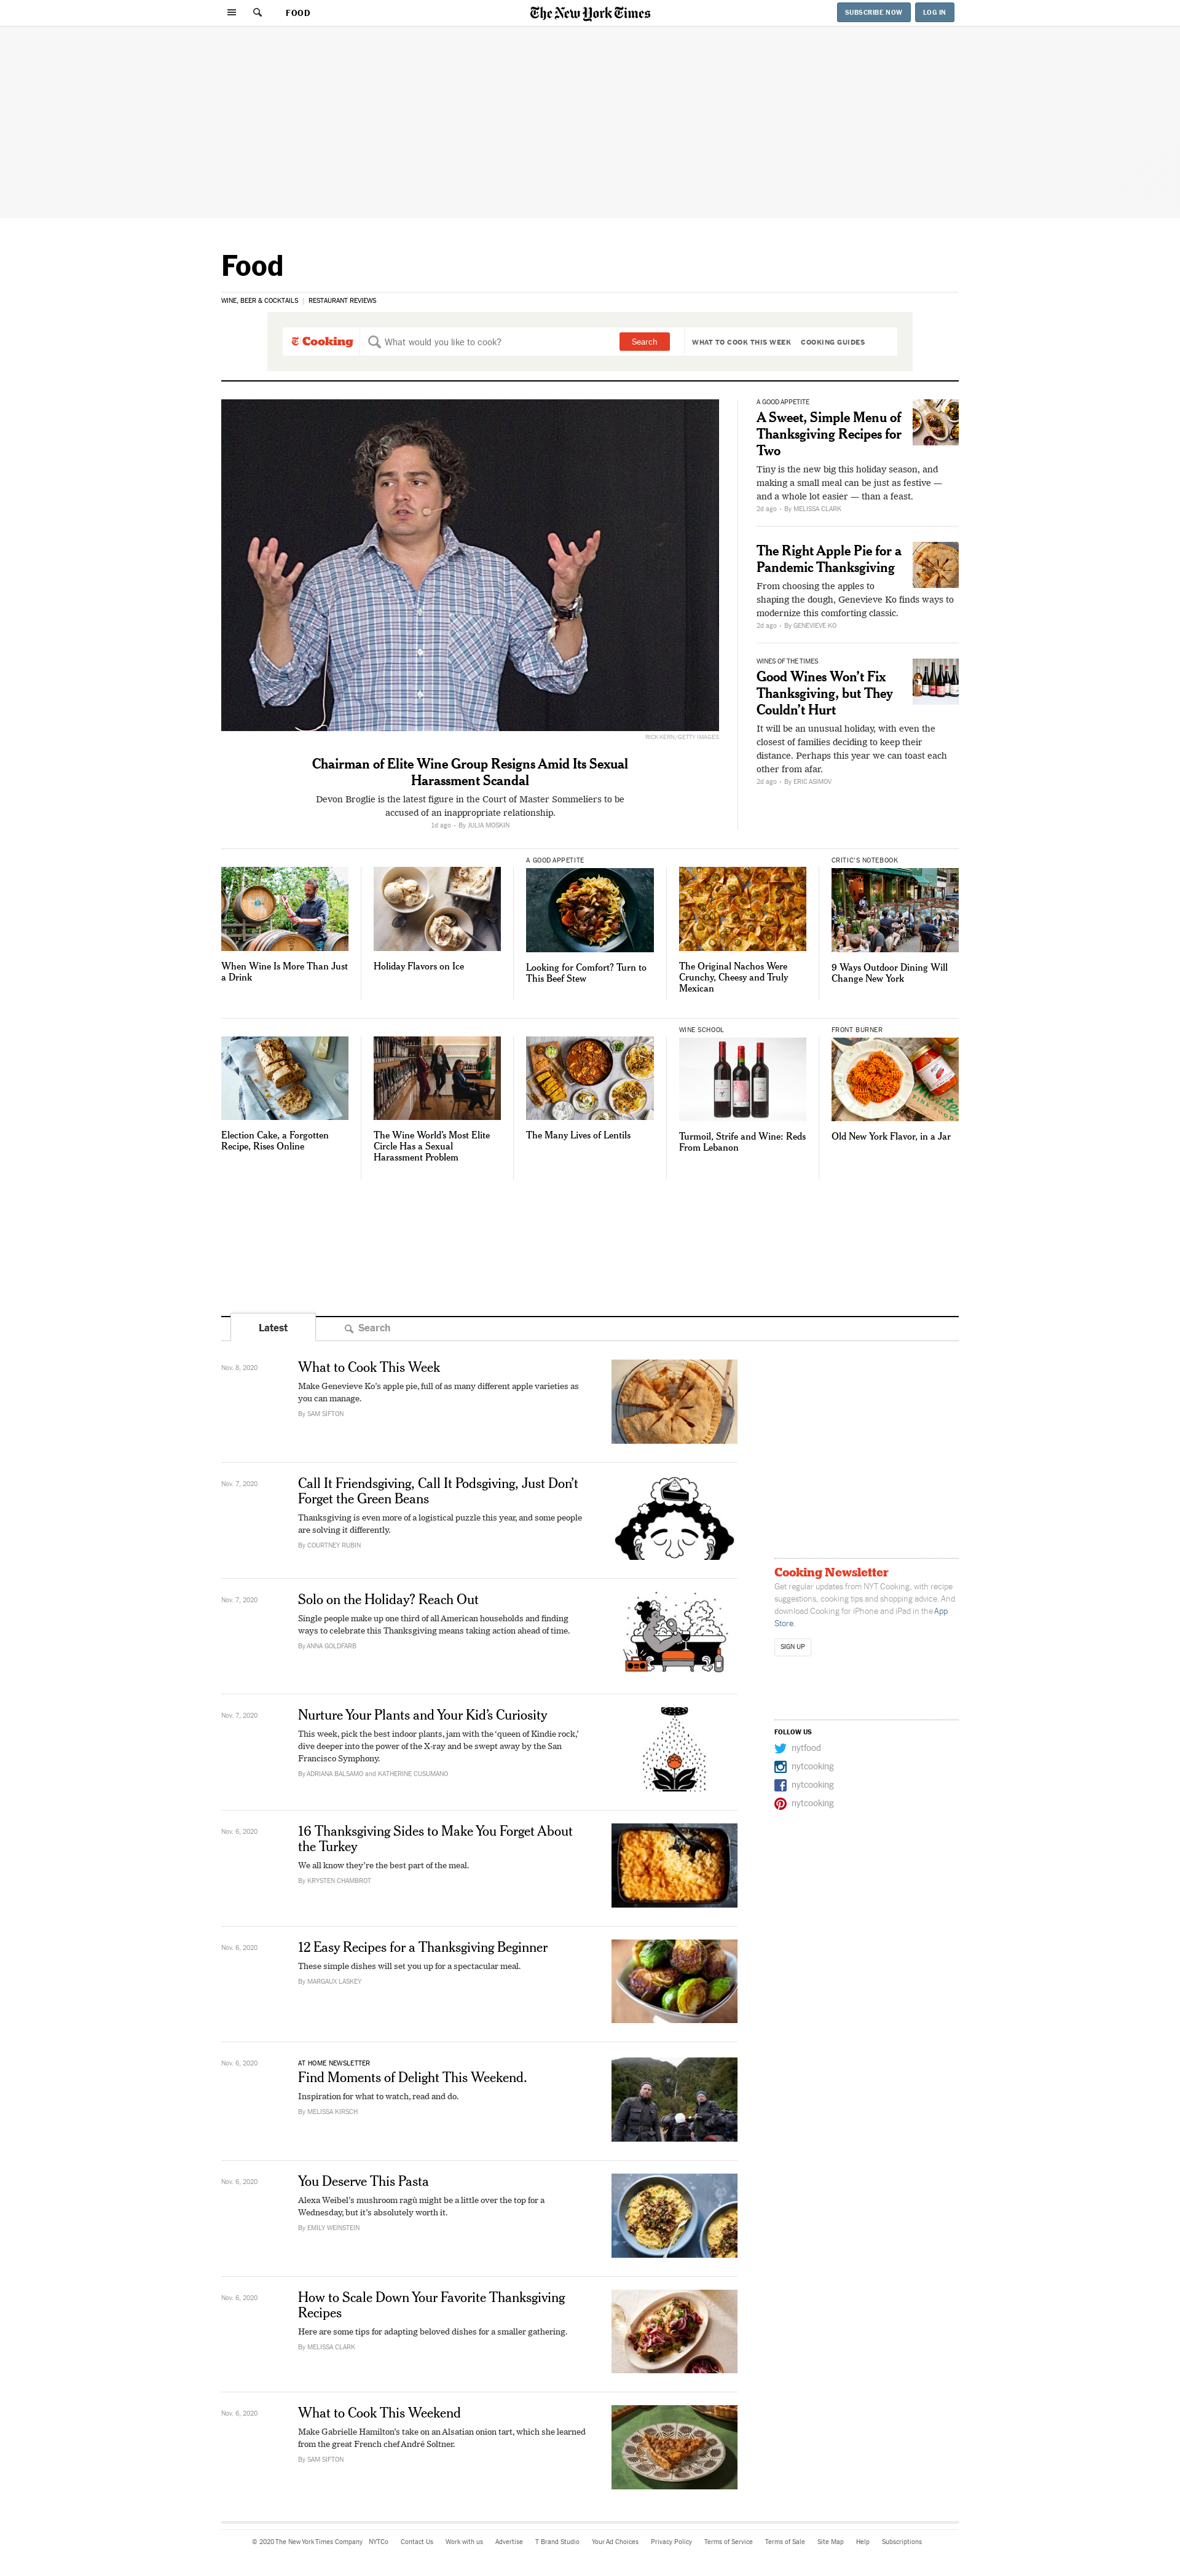 FOOD
The New York Times
SUBSCRIBE NOW
LOG IN
Food
WINE, BEER & COCKTAILS
RESTAURANT REVIEWS
T Cooking
What would you like to cook?
Search
WHAT TO COOK THIS WEEK
COOKING GUIDES
RICK KERN/GETTY IMAGES
Chairman of Elite Wine Group Resigns Amid Its Sexual
Harassment Scandal
Devon Broglie is the latest figure in the Court of Master Sommeliers to be
accused of an inappropriate relationship.
1d ago • By JULIA MOSKIN
A GOOD APPETITE
A Sweet, Simple Menu of
Thanksgiving Recipes for
Two
Tiny is the new big this holiday season, and
making a small meal can be just as festive —
and a whole lot easier — than a feast.
2d ago • By MELISSA CLARK
The Right Apple Pie for a
Pandemic Thanksgiving
From choosing the apples to
shaping the dough, Genevieve Ko finds ways to
modernize this comforting classic.
2d ago • By GENEVIEVE KO
WINES OF THE TIMES
Good Wines Won’t Fix
Thanksgiving, but They
Couldn’t Hurt
It will be an unusual holiday, with even the
closest of families deciding to keep their
distance. Perhaps this year we can toast each
other from afar.
2d ago • By ERIC ASIMOV
When Wine Is More Than Just
a Drink
Holiday Flavors on Ice
A GOOD APPETITE
Looking for Comfort? Turn to
This Beef Stew
The Original Nachos Were
Crunchy, Cheesy and Truly
Mexican
CRITIC’S NOTEBOOK
9 Ways Outdoor Dining Will
Change New York
Election Cake, a Forgotten
Recipe, Rises Online
The Wine World’s Most Elite
Circle Has a Sexual
Harassment Problem
The Many Lives of Lentils
WINE SCHOOL
Turmoil, Strife and Wine: Reds
From Lebanon
FRONT BURNER
Old New York Flavor, in a Jar
Latest
Search
Nov. 8, 2020
What to Cook This Week
Make Genevieve Ko’s apple pie, full of as many different apple varieties as
you can manage.
By SAM SIFTON
Nov. 7, 2020
Call It Friendsgiving, Call It Podsgiving, Just Don’t
Forget the Green Beans
Thanksgiving is even more of a logistical puzzle this year, and some people
are solving it differently.
By COURTNEY RUBIN
Nov. 7, 2020
Solo on the Holiday? Reach Out
Single people make up one third of all American households and finding
ways to celebrate this Thanksgiving means taking action ahead of time.
By ANNA GOLDFARB
Nov. 7, 2020
Nurture Your Plants and Your Kid’s Curiosity
This week, pick the best indoor plants, jam with the ‘queen of Kindie rock,’
dive deeper into the power of the X-ray and be swept away by the San
Francisco Symphony.
By ADRIANA BALSAMO and KATHERINE CUSUMANO
Nov. 6, 2020
16 Thanksgiving Sides to Make You Forget About
the Turkey
We all know they’re the best part of the meal.
By KRYSTEN CHAMBROT
Nov. 6, 2020
12 Easy Recipes for a Thanksgiving Beginner
These simple dishes will set you up for a spectacular meal.
By MARGAUX LASKEY
Nov. 6, 2020
AT HOME NEWSLETTER
Find Moments of Delight This Weekend.
Inspiration for what to watch, read and do.
By MELISSA KIRSCH
Nov. 6, 2020
You Deserve This Pasta
Alexa Weibel’s mushroom ragù might be a little over the top for a
Wednesday, but it’s absolutely worth it.
By EMILY WEINSTEIN
Nov. 6, 2020
How to Scale Down Your Favorite Thanksgiving
Recipes
Here are some tips for adapting beloved dishes for a smaller gathering.
By MELISSA CLARK
Nov. 6, 2020
What to Cook This Weekend
Make Gabrielle Hamilton’s take on an Alsatian onion tart, which she learned
from the great French chef André Soltner.
By SAM SIFTON
Cooking Newsletter
Get regular updates from NYT Cooking, with recipe
suggestions, cooking tips and shopping advice. And
download Cooking for iPhone and iPad in the App
Store.
SIGN UP
FOLLOW US
nytfood
nytcooking
nytcooking
nytcooking
© 2020 The New York Times Company
NYTCo
Contact Us
Work with us
Advertise
T Brand Studio
Your Ad Choices
Privacy Policy
Terms of Service
Terms of Sale
Site Map
Help
Subscriptions